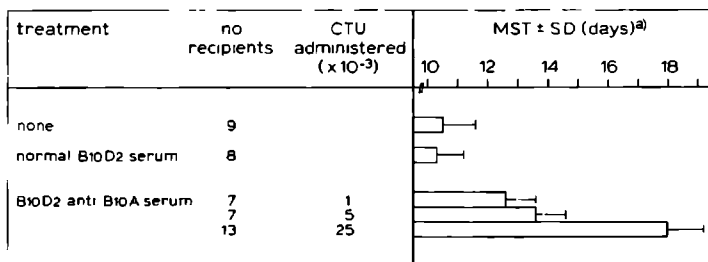 treatment no recipients CTU administered (x 10⁻³) MST ± SD (days)a)
10 12 14 16 18
none 9
normal B10D2 serum 8
B10D2 anti B10A serum 7 1
7 5
13 25